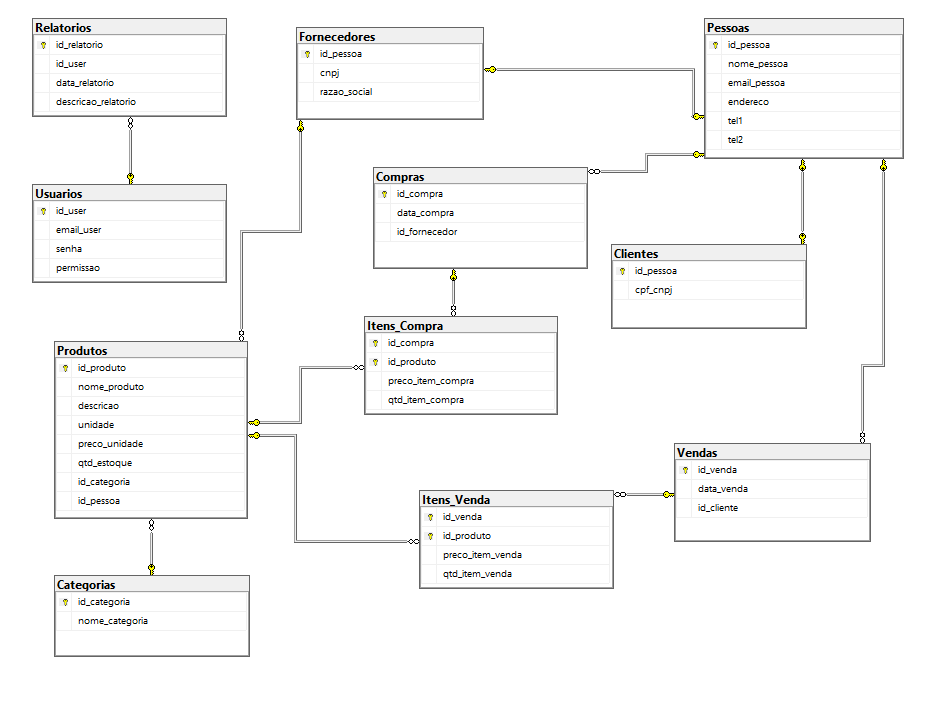 Relatorios
id_relatorio
id_user
data_relatorio
descricao_relatorio
Fornecedores
id_pessoa
cnpj
razao_social
Pessoas
id_pessoa
nome_pessoa
email_pessoa
endereco
tel1
tel2
Usuarios
id_user
email_user
senha
permissao
Compras
id_compra
data_compra
id_fornecedor
Clientes
id_pessoa
cpf_cnpj
Itens_Compra
id_compra
id_produto
preco_item_compra
qtd_item_compra
Produtos
id_produto
nome_produto
descricao
unidade
preco_unidade
qtd_estoque
id_categoria
id_pessoa
Vendas
id_venda
data_venda
id_cliente
Itens_Venda
id_venda
id_produto
preco_item_venda
qtd_item_venda
Categorias
id_categoria
nome_categoria